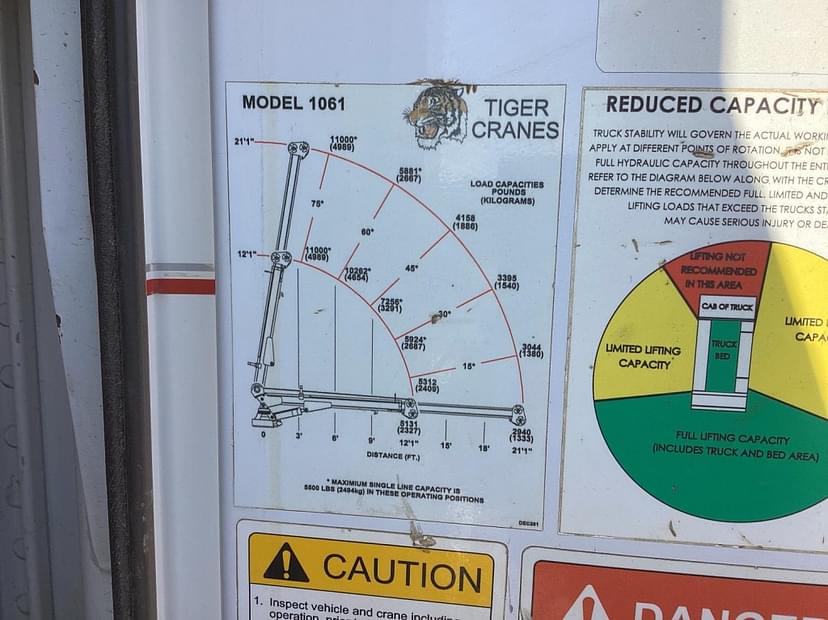 MODEL 1061
TIGER
CRANES
LOAD CAPACITIES
POUNDS
(KILOGRAMS)
21'1"
11000*
(4989)
5881*
(2667)
4158
(1886)
3395
(1540)
3044
(1380)
2940
(1333)
75°
60°
45°
30°
15°
12'1"
11000*
(4989)
10262*
(4654)
7256*
(3291)
5924*
(2687)
5312
(2409)
5131
(2327)
0 3' 6' 9' 12'1" 15' 18' 21'1"
DISTANCE (FT.)
* MAXIMUM SINGLE LINE CAPACITY IS
5500 LBS (2494kg) IN THESE OPERATING POSITIONS
REDUCED CAPACITY
TRUCK STABILITY WILL GOVERN THE ACTUAL
APPLY AT DIFFERENT POINTS OF ROTATION. NOT
FULL HYDRAULIC CAPACITY THROUGHOUT THE
REFER TO THE DIAGRAM BELOW ALONG WITH THE
DETERMINE THE RECOMMENDED FULL, LIMITED AND
LIFTING LOADS THAT EXCEED THE TRUCKS
MAY CAUSE SERIOUS INJURY OR
LIFTING NOT
RECOMMENDED
IN THIS AREA
CAB OF TRUCK
TRUCK
BED
LIMITED LIFTING
CAPACITY
LIMITED
FULL LIFTING CAPACITY
(INCLUDES TRUCK AND BED AREA)
CAUTION
1. Inspect vehicle and crane
operation,
DANGER